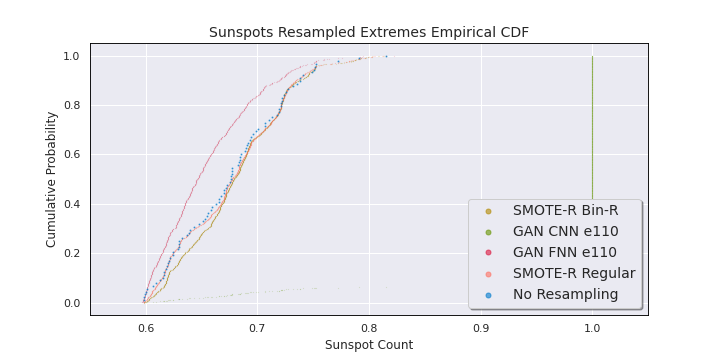 Sunspots Resampled Extremes Empirical CDF
Cumulative Probability
1.0
0.8
0.6
0.4
0.2
0.0
SMOTE-R Bin-R
GAN CNN e110
GAN FNN e110
SMOTE-R Regular
No Resampling
0.6 0.7 0.8 0.9 1.0
Sunspot Count